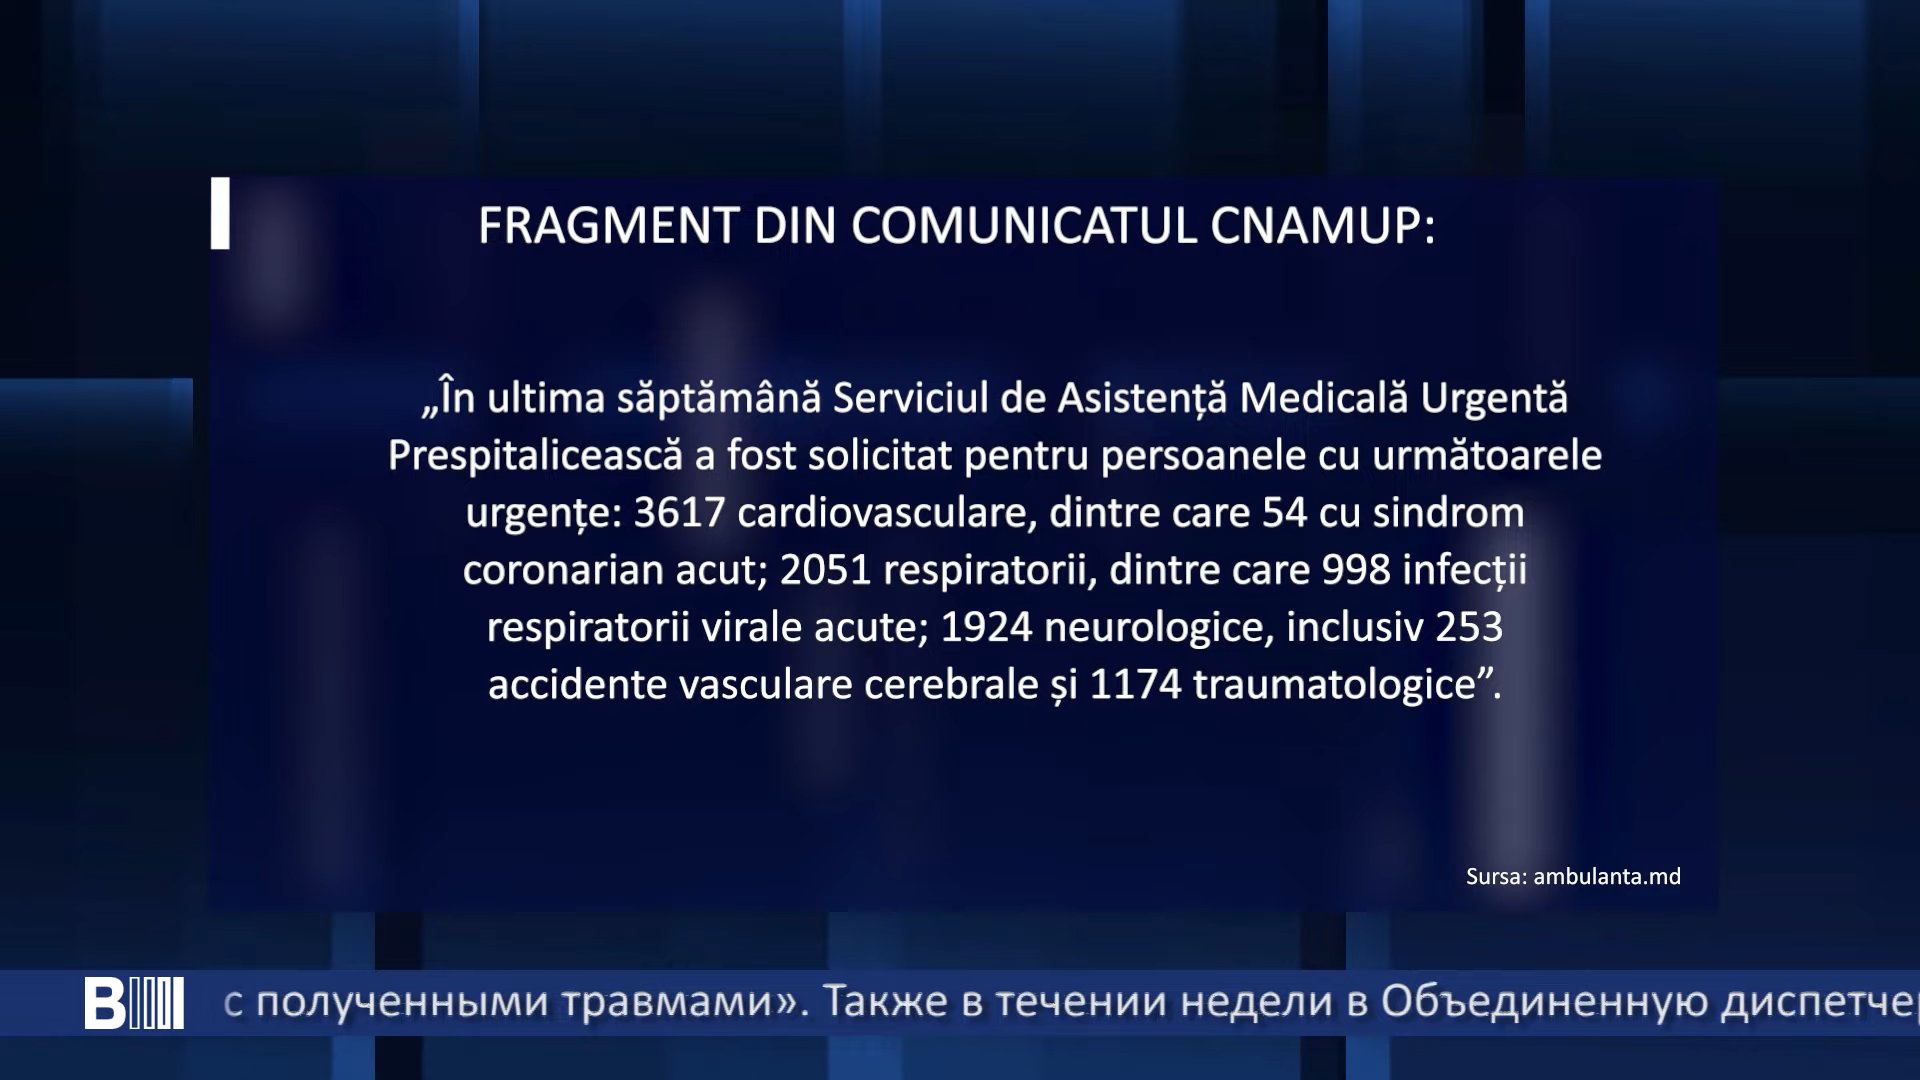 FRAGMENT DIN COMUNICATUL CNAMUP:
„În ultima săptămână Serviciul de Asistență Medicală Urgentă
Prespitalicească a fost solicitat pentru persoanele cu următoarele
urgențe: 3617 cardiovasculare, dintre care 54 cu sindrom
coronarian acut; 2051 respiratorii, dintre care 998 infecții
respiratorii virale acute; 1924 neurologice, inclusiv 253
accidente vasculare cerebrale și 1174 traumatologice”.
Sursa: ambulanta.md
B
с полученными травмами». Также в течении недели в Объединенную диспетчер